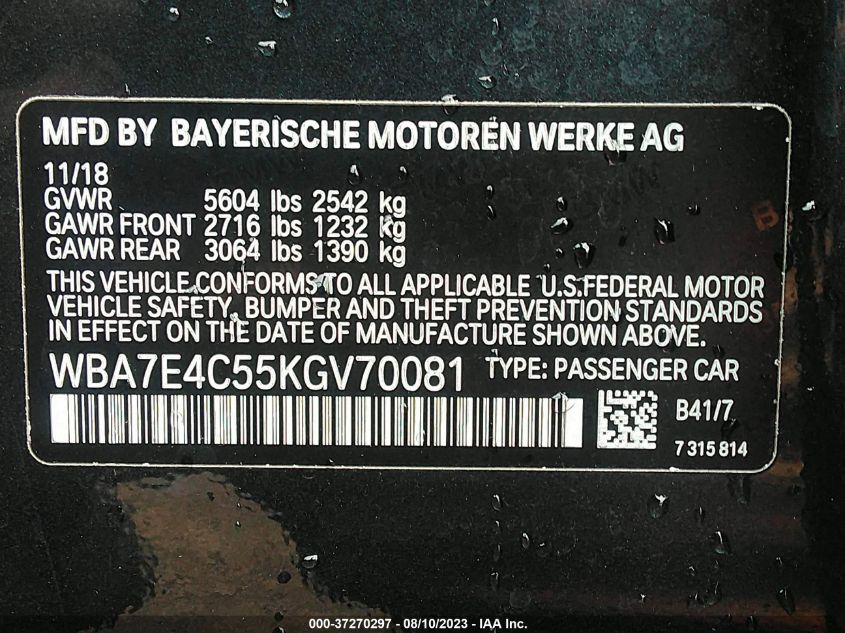 MFD BY BAYERISCHE MOTOREN WERKE AG
11/18
GVWR 5604 lbs 2542 kg
GAWR FRONT 2716 lbs 1232 kg
GAWR REAR 3064 lbs 1390 kg
THIS VEHICLE CONFORMS TO ALL APPLICABLE U.S.FEDERAL MOTOR
VEHICLE SAFETY, BUMPER AND THEFT PREVENTION STANDARDS
IN EFFECT ON THE DATE OF MANUFACTURE SHOWN ABOVE.
WBA7E4C55KGV70081 TYPE: PASSENGER CAR
B41/7
7 315 814
000-37270297 - 08/10/2023 - IAA Inc.